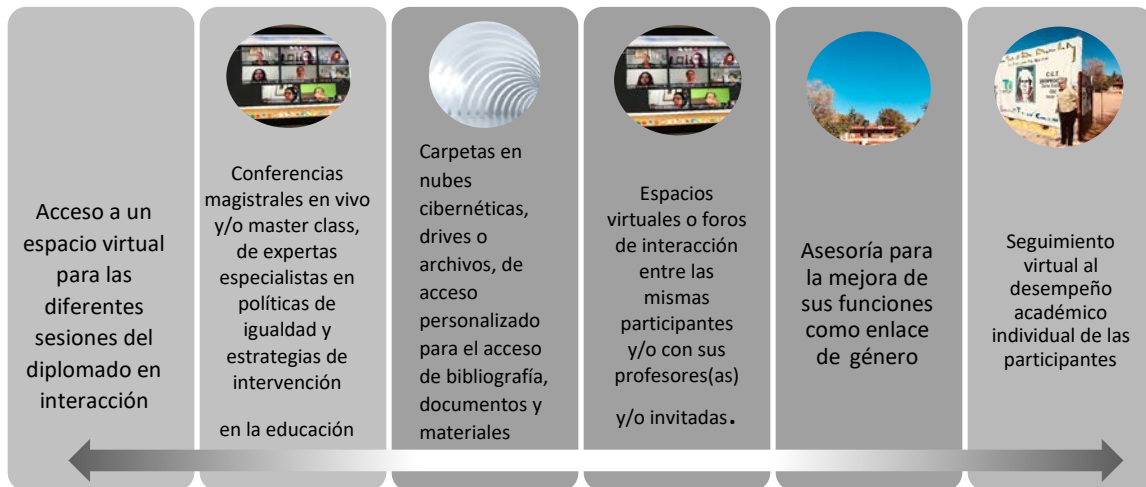 Acceso a un
espacio virtual
para las
diferentes
sesiones del
diplomado en
interacción
Conferencias
magistrales en vivo
y/o master class,
de expertas
especialistas en
políticas de
igualdad y
estrategias de
intervención
en la educación
Carpetas en
nubes
cibernéticas,
drives o
archivos, de
acceso
personalizado
para el acceso
de bibliografía,
documentos y
materiales
Espacios
virtuales o foros
de interacción
entre las
mismas
participantes
y/o con sus
profesores(as)
y/o invitadas.
Asesoría para
la mejora de
sus funciones
como enlace
de género
Seguimiento
virtual al
desempeño
académico
individual de las
participantes